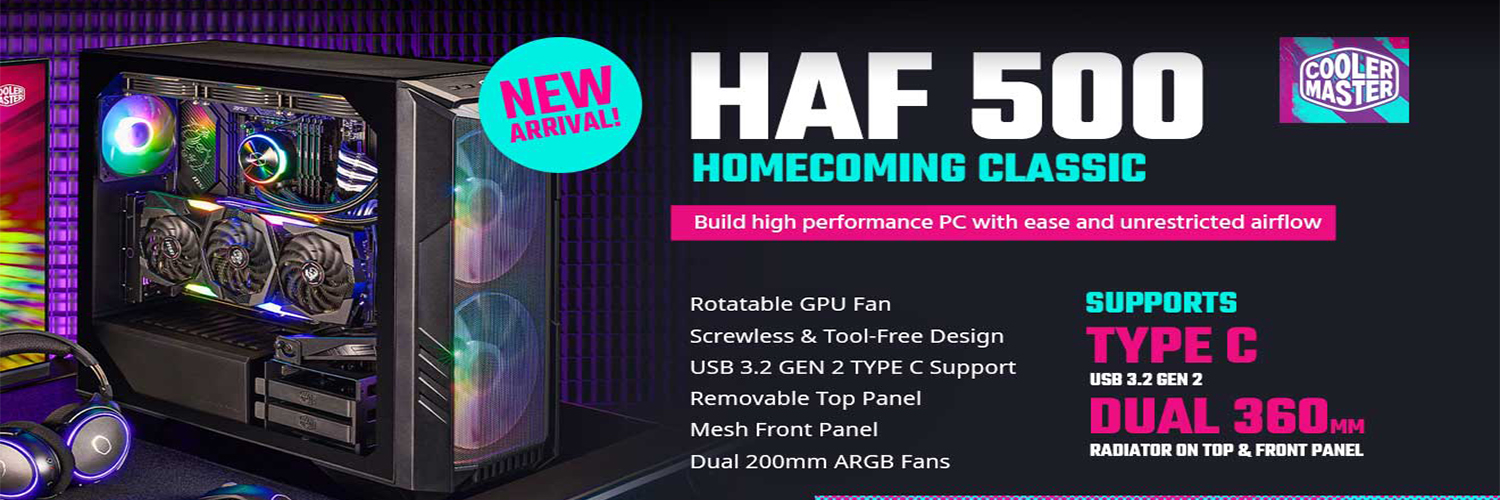 COOLER
MASTER
NEW
ARRIVAL!
HAF 500
HOMECOMING CLASSIC
COOLER
MASTER
Build high performance PC with ease and unrestricted airflow
Rotatable GPU Fan
Screwless & Tool-Free Design
USB 3.2 GEN 2 TYPE C Support
Removable Top Panel
Mesh Front Panel
Dual 200mm ARGB Fans
SUPPORTS
TYPE C
USB 3.2 GEN 2
DUAL 360MM
RADIATOR ON TOP & FRONT PANEL